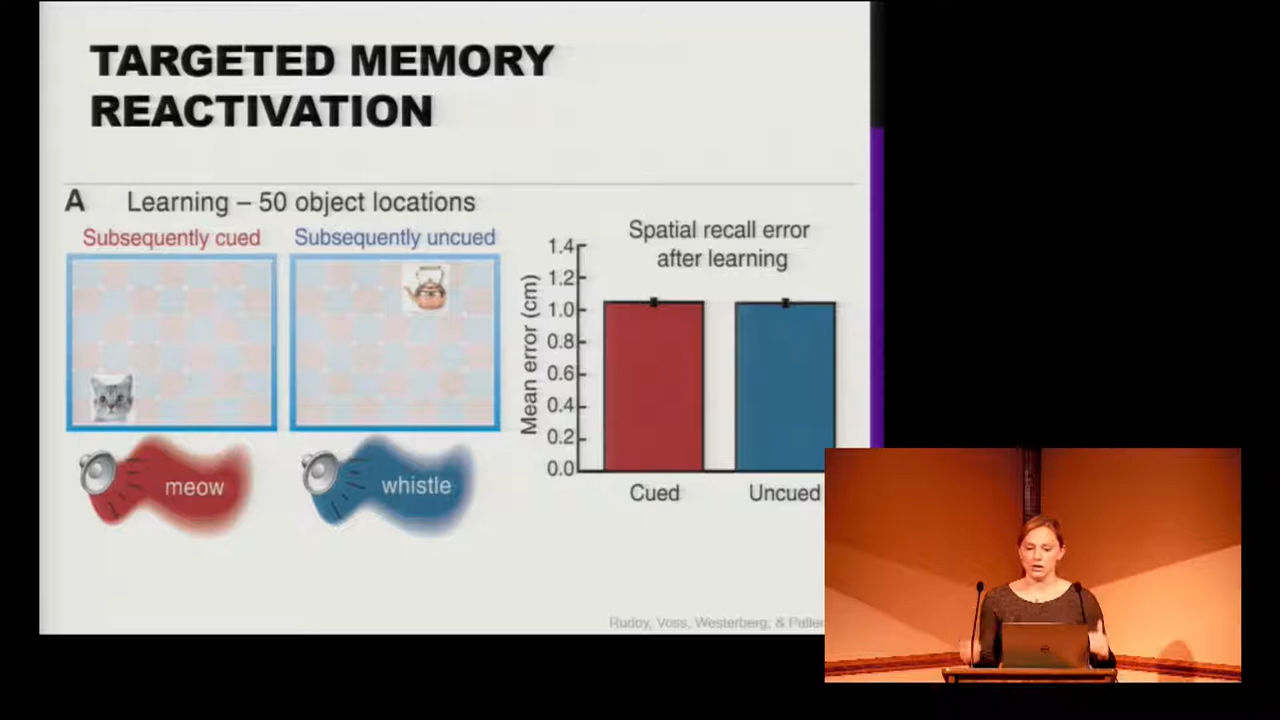 TARGETED MEMORY
REACTIVATION
A Learning – 50 object locations
Subsequently cued
Subsequently uncued
meow
whistle
Spatial recall error
after learning
Mean error (cm)
1.4
1.2
1.0
0.8
0.6
0.4
0.2
0.0
Cued
Uncued
Rudoy, Voss, Westerberg, & Paller